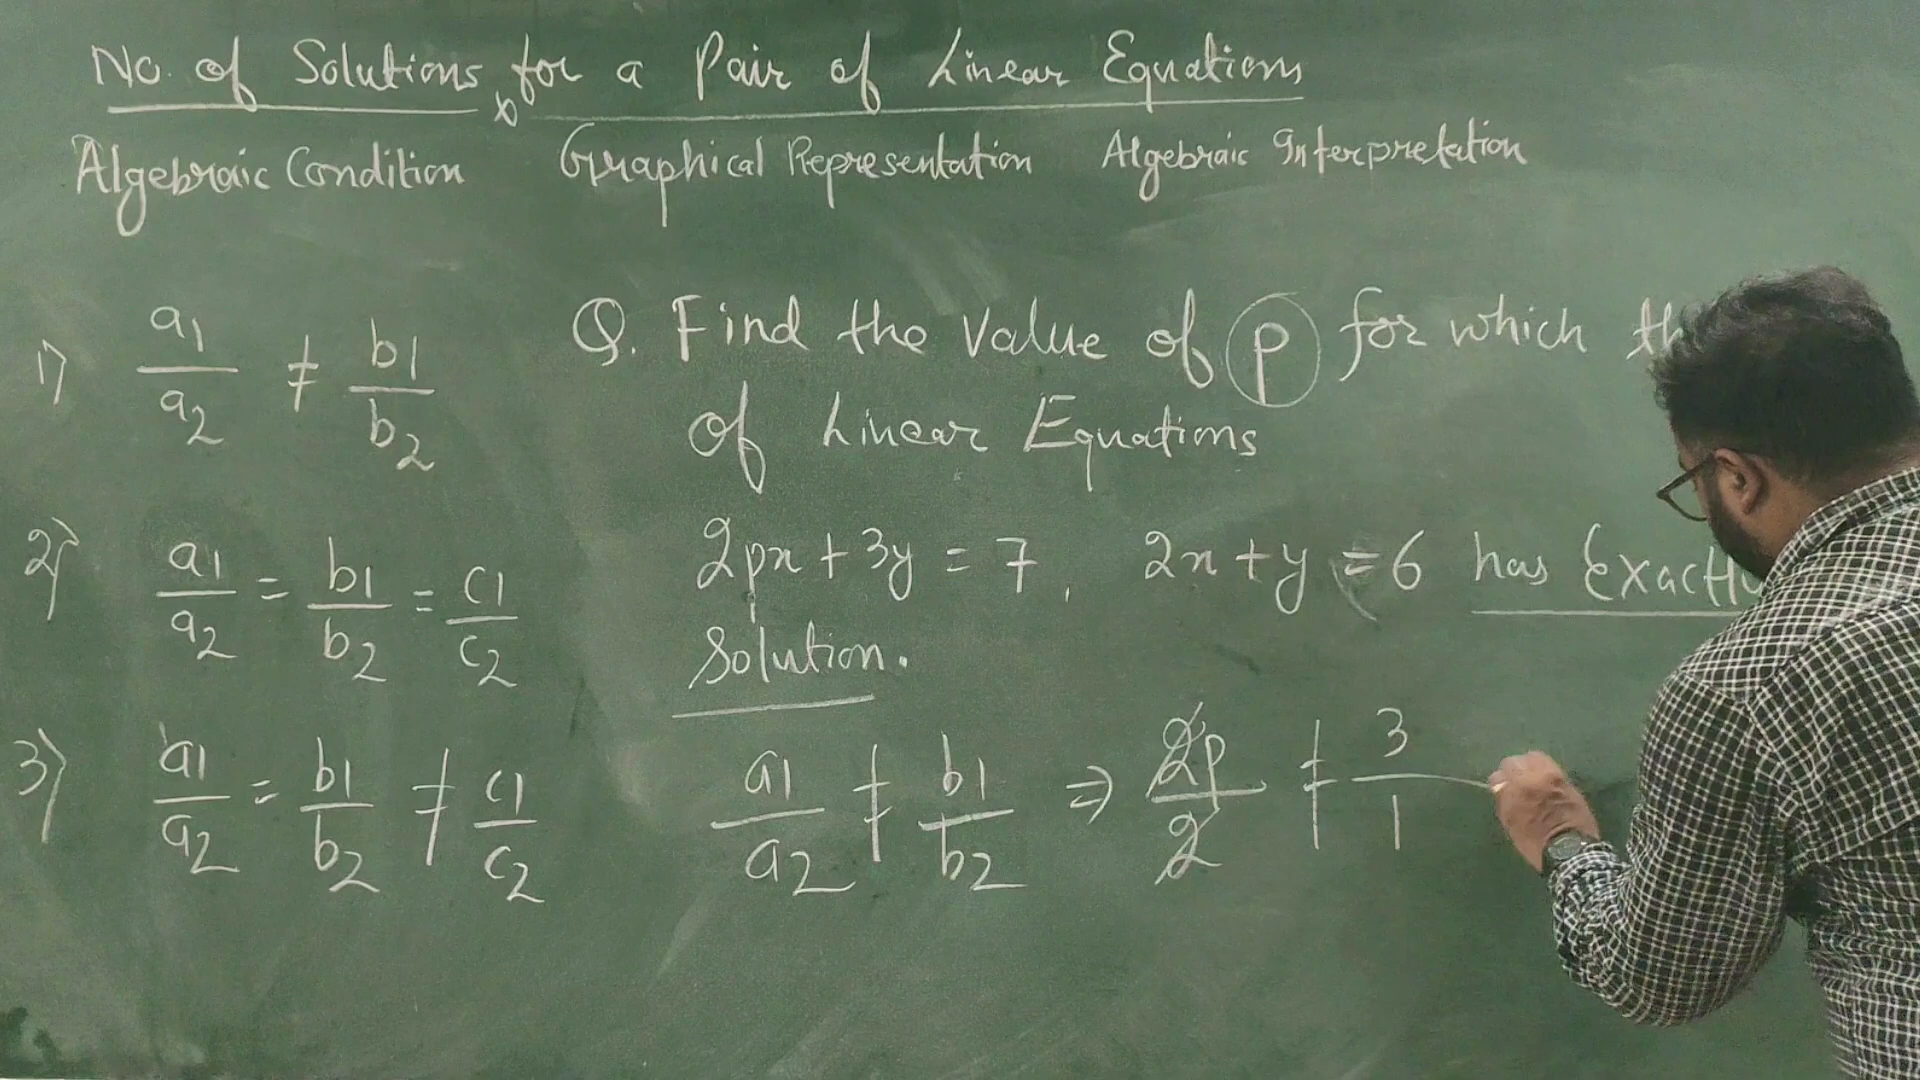 No. of Solutions for a Pair of Linear Equations
Algebraic Condition Graphical Representation Algebraic Interpretation
1) a1/a2 ≠ b1/b2
2) a1/a2 = b1/b2 = c1/c2
3) a1/a2 = b1/b2 ≠ c1/c2
Q. Find the Value of p for which
of Linear Equations
2px + 3y = 7, 2x + y = 6 has
Solution.
a1/a2 ≠ b1/b2 ⇒ 2p/2 ≠ 3/1